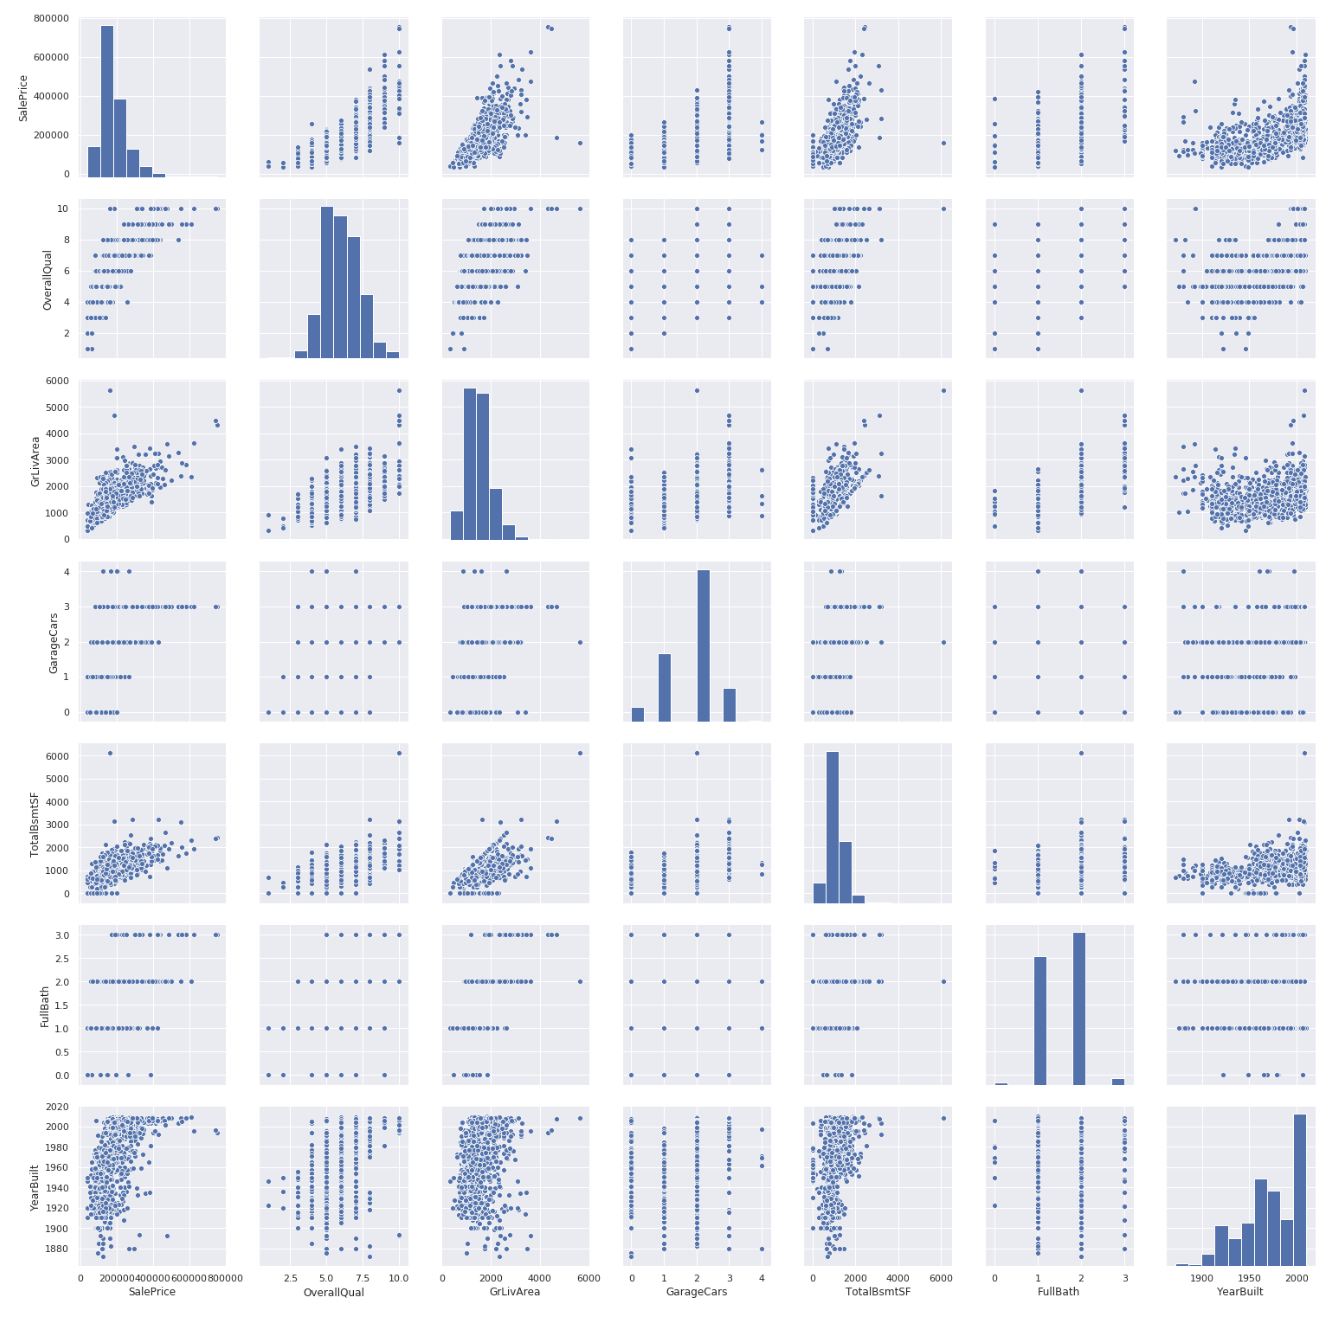 800000
600000
400000
200000
0
SalePrice
10
8
6
4
2
OverallQual
6000
5000
4000
3000
2000
1000
0
GrLivArea
4
3
2
1
0
GarageCars
6000
5000
4000
3000
2000
1000
0
TotalBsmtSF
3.0
2.5
2.0
1.5
1.0
0.5
0.0
FullBath
2020
2000
1980
1960
1940
1920
1900
1880
YearBuilt
0 200000 400000 600000 800000
SalePrice
2.5 5.0 7.5 10.0
OverallQual
0 2000 4000 6000
GrLivArea
0 1 2 3 4
GarageCars
0 2000 4000 6000
TotalBsmtSF
0 1 2 3
FullBath
1900 1950 2000
YearBuilt